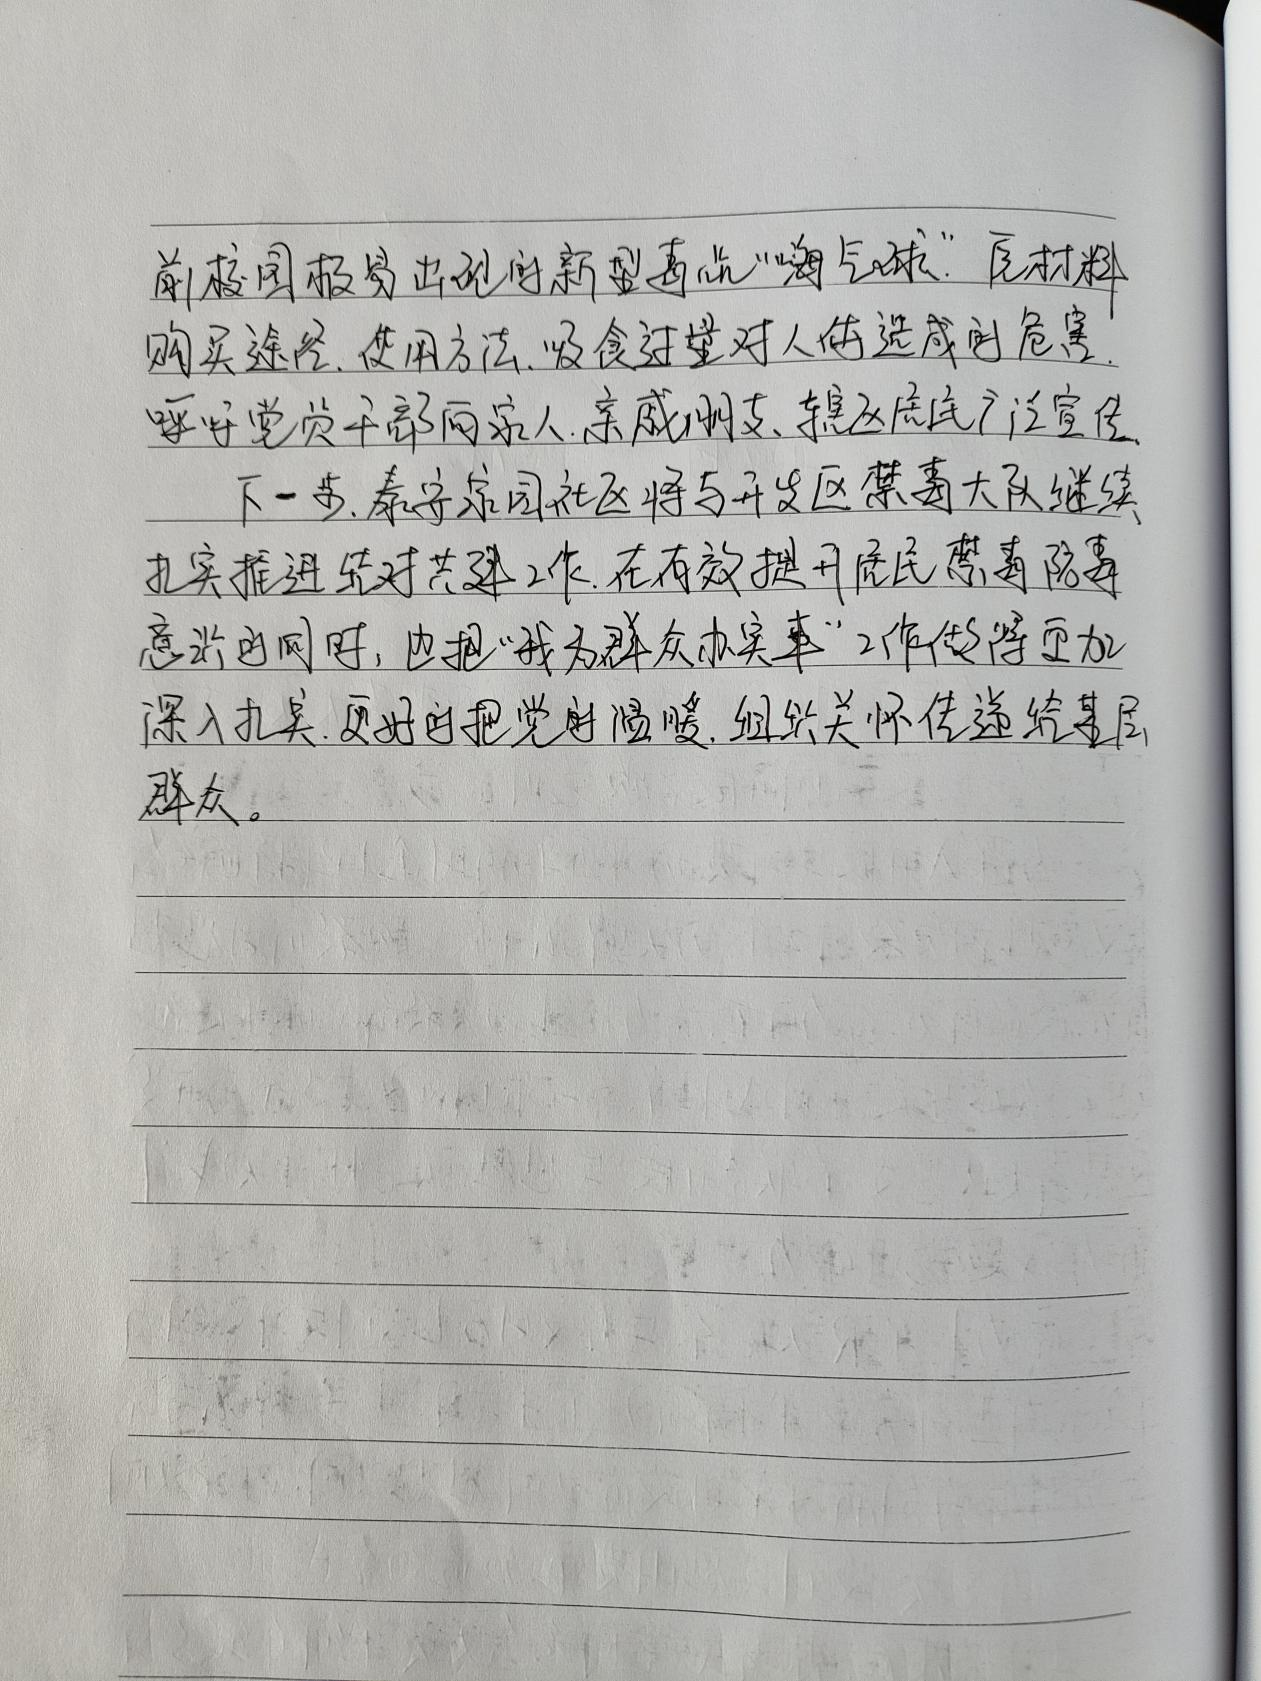 前校园极易出现的新型毒品“嗨气球”原材料
购买途径、使用方法、吸食过量对人体造成的危害,
呼吁党员干部向家人、亲戚朋友、辖区居民广泛宣传。
下一步,泰安家园社区将与开发区禁毒大队继续
扎实推进结对共建工作,在有效提升居民禁毒防毒
意识的同时,也把“我为群众办实事”工作做得更加
深入扎实,更好的把党的温暖、组织关怀传递给基层
群众。